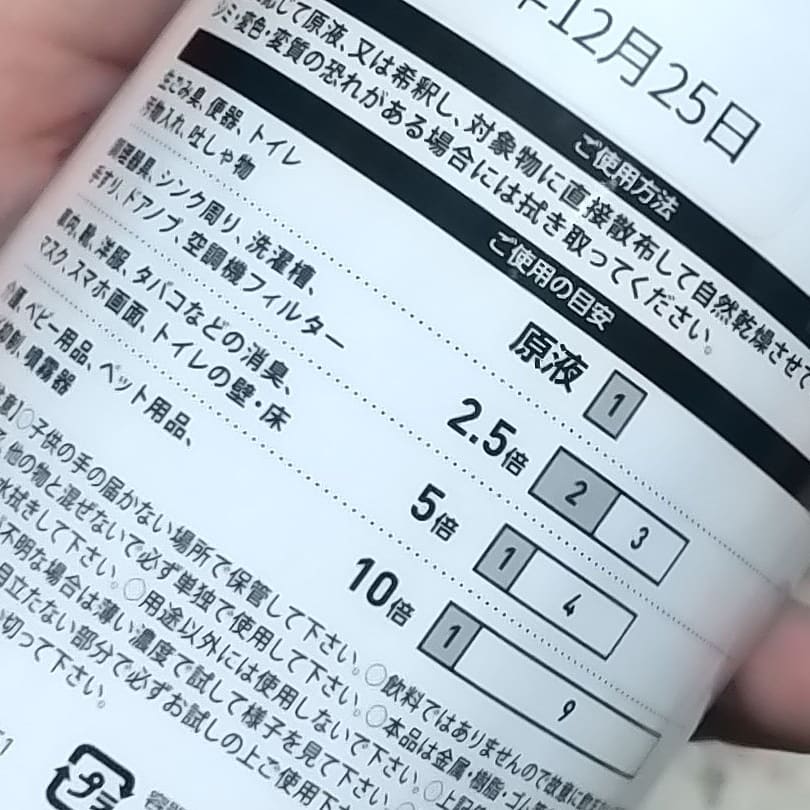 12月25日
ご使用方法
じて原液、又は希釈し、対象物に直接散布して自然乾燥させて
シミ・変色・変質の恐れがある場合には拭き取ってください。
ご使用の目安
生ごみ臭、便器、トイレ
汚物入れ、吐しゃ物
原液 1
調理器具、シンク周り、洗濯槽、
手すり、ドアノブ、空調機フィルター
2.5倍 2 3
靴、洋服、タバコなどの消臭、
マスク、スマホ画面、トイレの壁・床
5倍 1 4
ベビー用品、ペット用品、
噴霧器
10倍 1 9
○子供の手の届かない場所で保管して下さい。○飲料ではありませんので故意に飲
他の物と混ぜないで必ず単独で使用して下さい。○本品は金属・樹脂・ゴム
水拭きして下さい。○用途以外には使用しないで下さい。○上記
不明な場合は薄い濃度で試して様子を見て下さい。
目立たない部分で必ずお試しの上ご使用下
切って下さい。